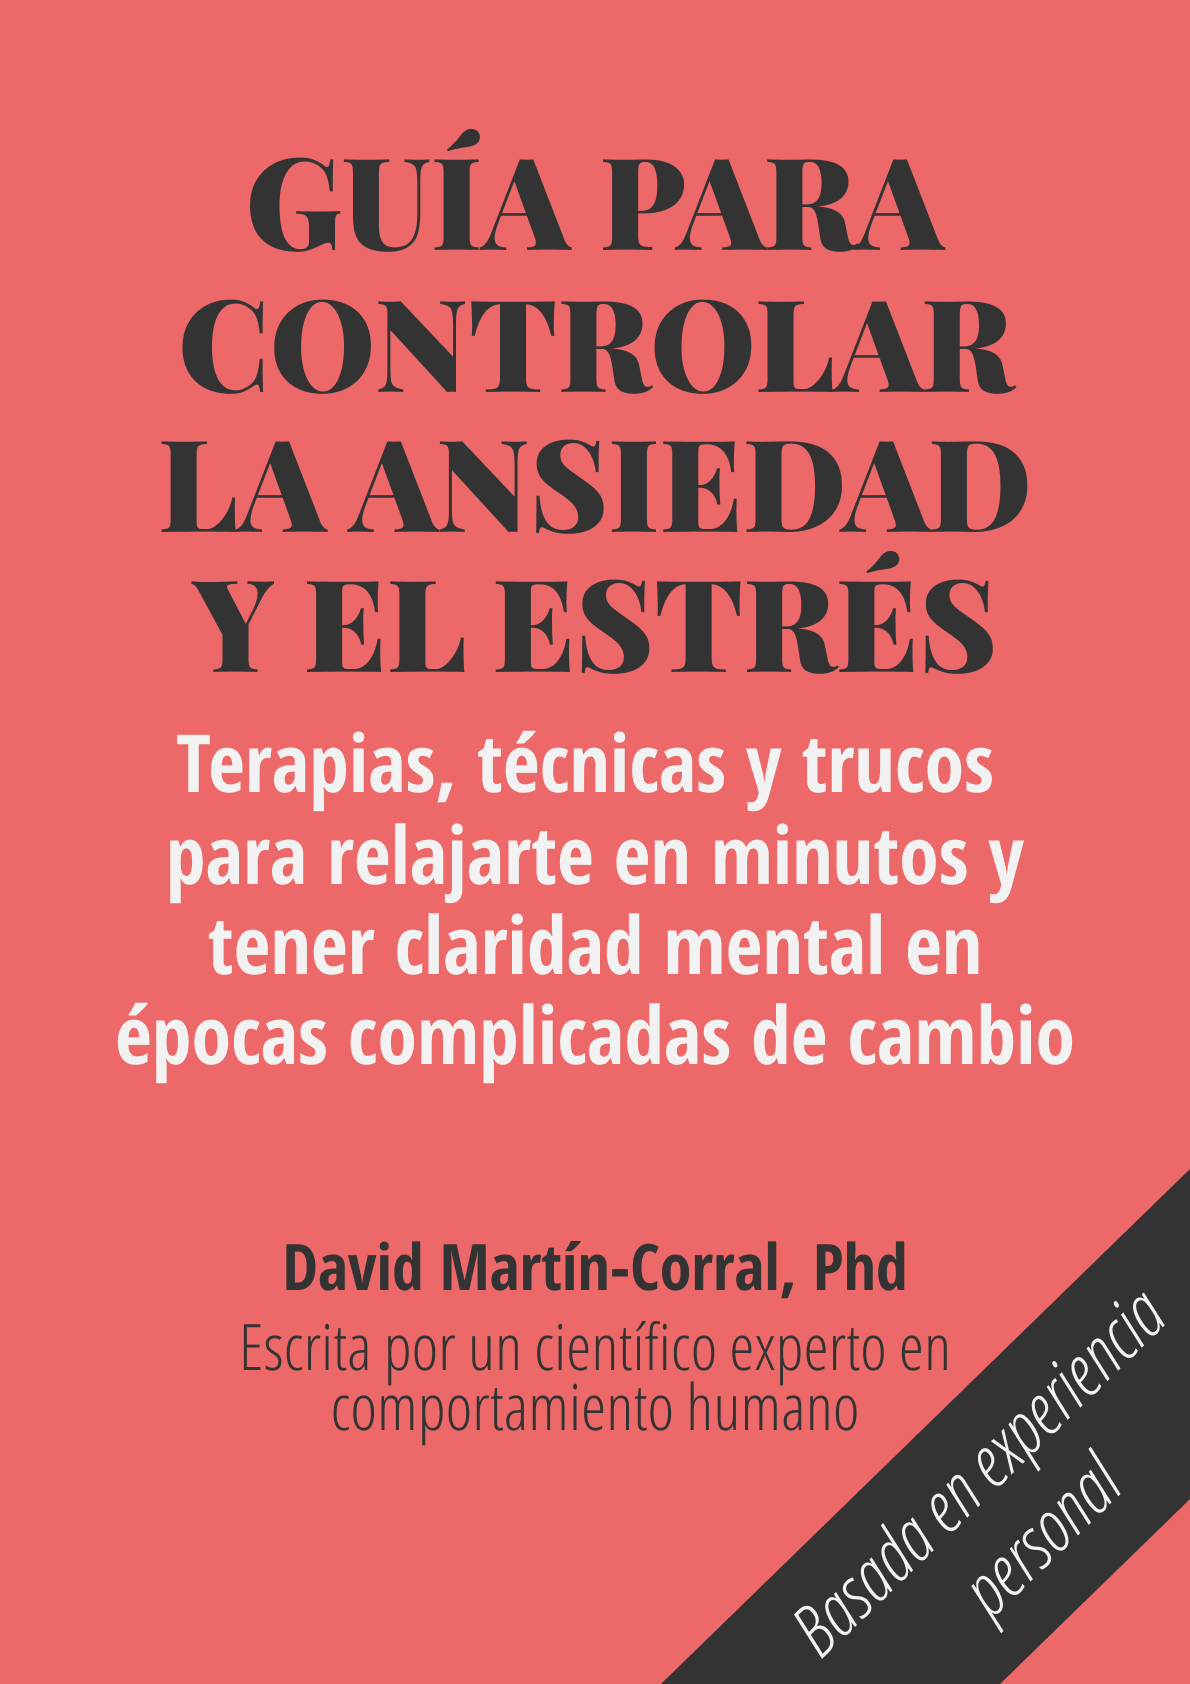 GUÍA PARA
CONTROLAR
LA ANSIEDAD
Y EL ESTRÉS
Terapias, técnicas y trucos
para relajarte en minutos y
tener claridad mental en
épocas complicadas de cambio
David Martín-Corral, Phd
Escrita por un científico experto en
comportamiento humano
Basada en experiencia
personal